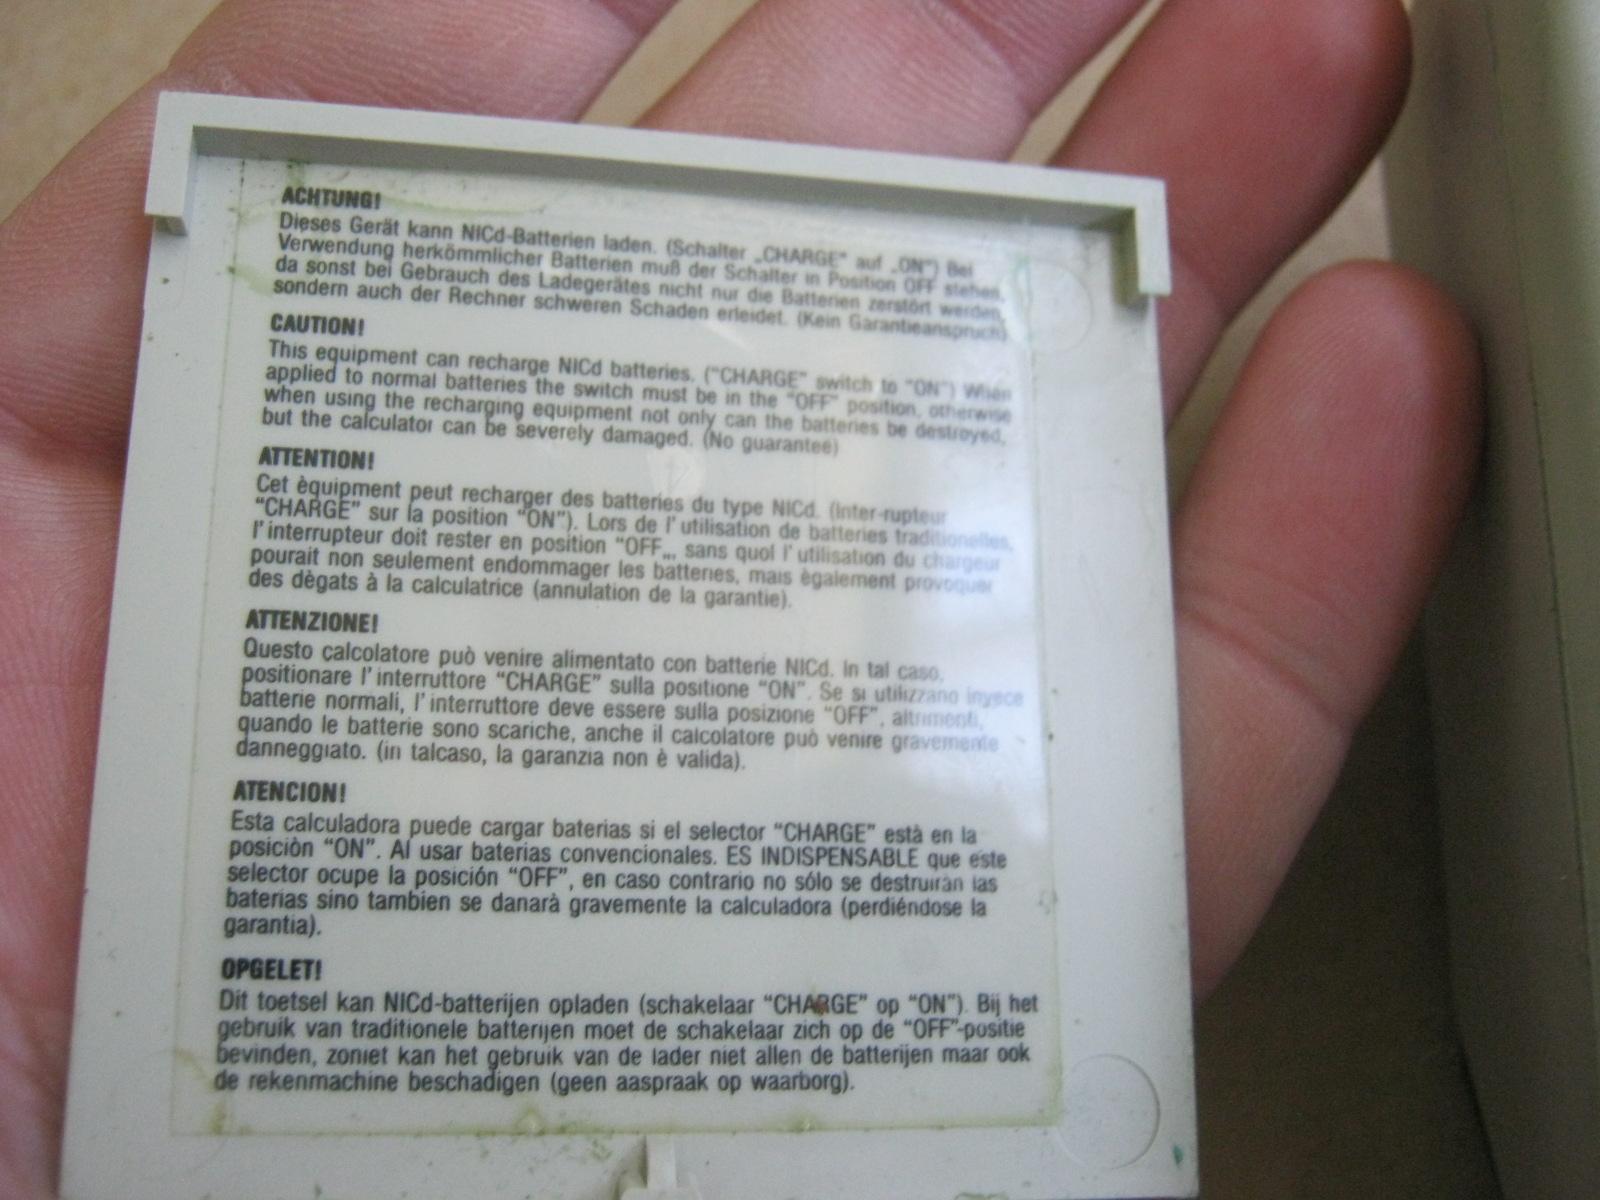 ACHTUNG!
Dieses Gerät kann NICd-Batterien laden. (Schalter „CHARGE" auf „ON") Bei
Verwendung herkömmlicher Batterien muß der Schalter in Position OFF stehen,
da sonst bei Gebrauch des Ladegerätes nicht nur die Batterien zerstört werden,
sondern auch der Rechner schweren Schaden erleidet. (Kein Garantieanspruch)
CAUTION!
This equipment can recharge NICd batteries. ("CHARGE" switch to "ON") When
applied to normal batteries the switch must be in the "OFF" position, otherwise
when using the recharging equipment not only can the batteries be destroyed,
but the calculator can be severely damaged. (No guarantee)
ATTENTION!
Cet èquipment peut recharger des batteries du type NICd. (Inter-rupteur
"CHARGE" sur la position "ON"). Lors de l'utilisation de batteries traditionelles,
l'interrupteur doit rester en position "OFF„, sans quoI l'utilisation du chargeur
pourait non seulement endommager les batteries, mais ègalement provoquer
des dègats à la calculatrice (annulation de la garantie).
ATTENZIONE!
Questo calcolatore può venire alimentato con batterie NICd. In tal caso,
positionare l'interruttore "CHARGE" sulla positione "ON". Se si utilizzano invece
batterie normali, l'interruttore deve essere sulla posizione "OFF", altrimenti,
quando le batterie sono scariche, anche il calcolatore può venire gravemente
danneggiato. (in talcaso, la garanzia non è valida).
ATENCION!
Esta calculadora puede cargar baterias si el selector "CHARGE" està en la
posiciòn "ON". Al usar baterias convencionales. ES INDISPENSABLE que este
selector ocupe la posición "OFF", en caso contrario no sólo se destruiràn las
baterias sino tambien se danarà gravemente la calculadora (perdiéndose la
garantia).
OPGELET!
Dit toetsel kan NICd-batterijen opladen (schakelaar "CHARGE" op "ON"). Bij het
gebruik van traditionele batterijen moet de schakelaar zich op de "OFF"-positie
bevinden, zoniet kan het gebruik van de lader niet allen de batterijen maar ook
de rekenmachine beschadigen (geen aaspraak op waarborg).